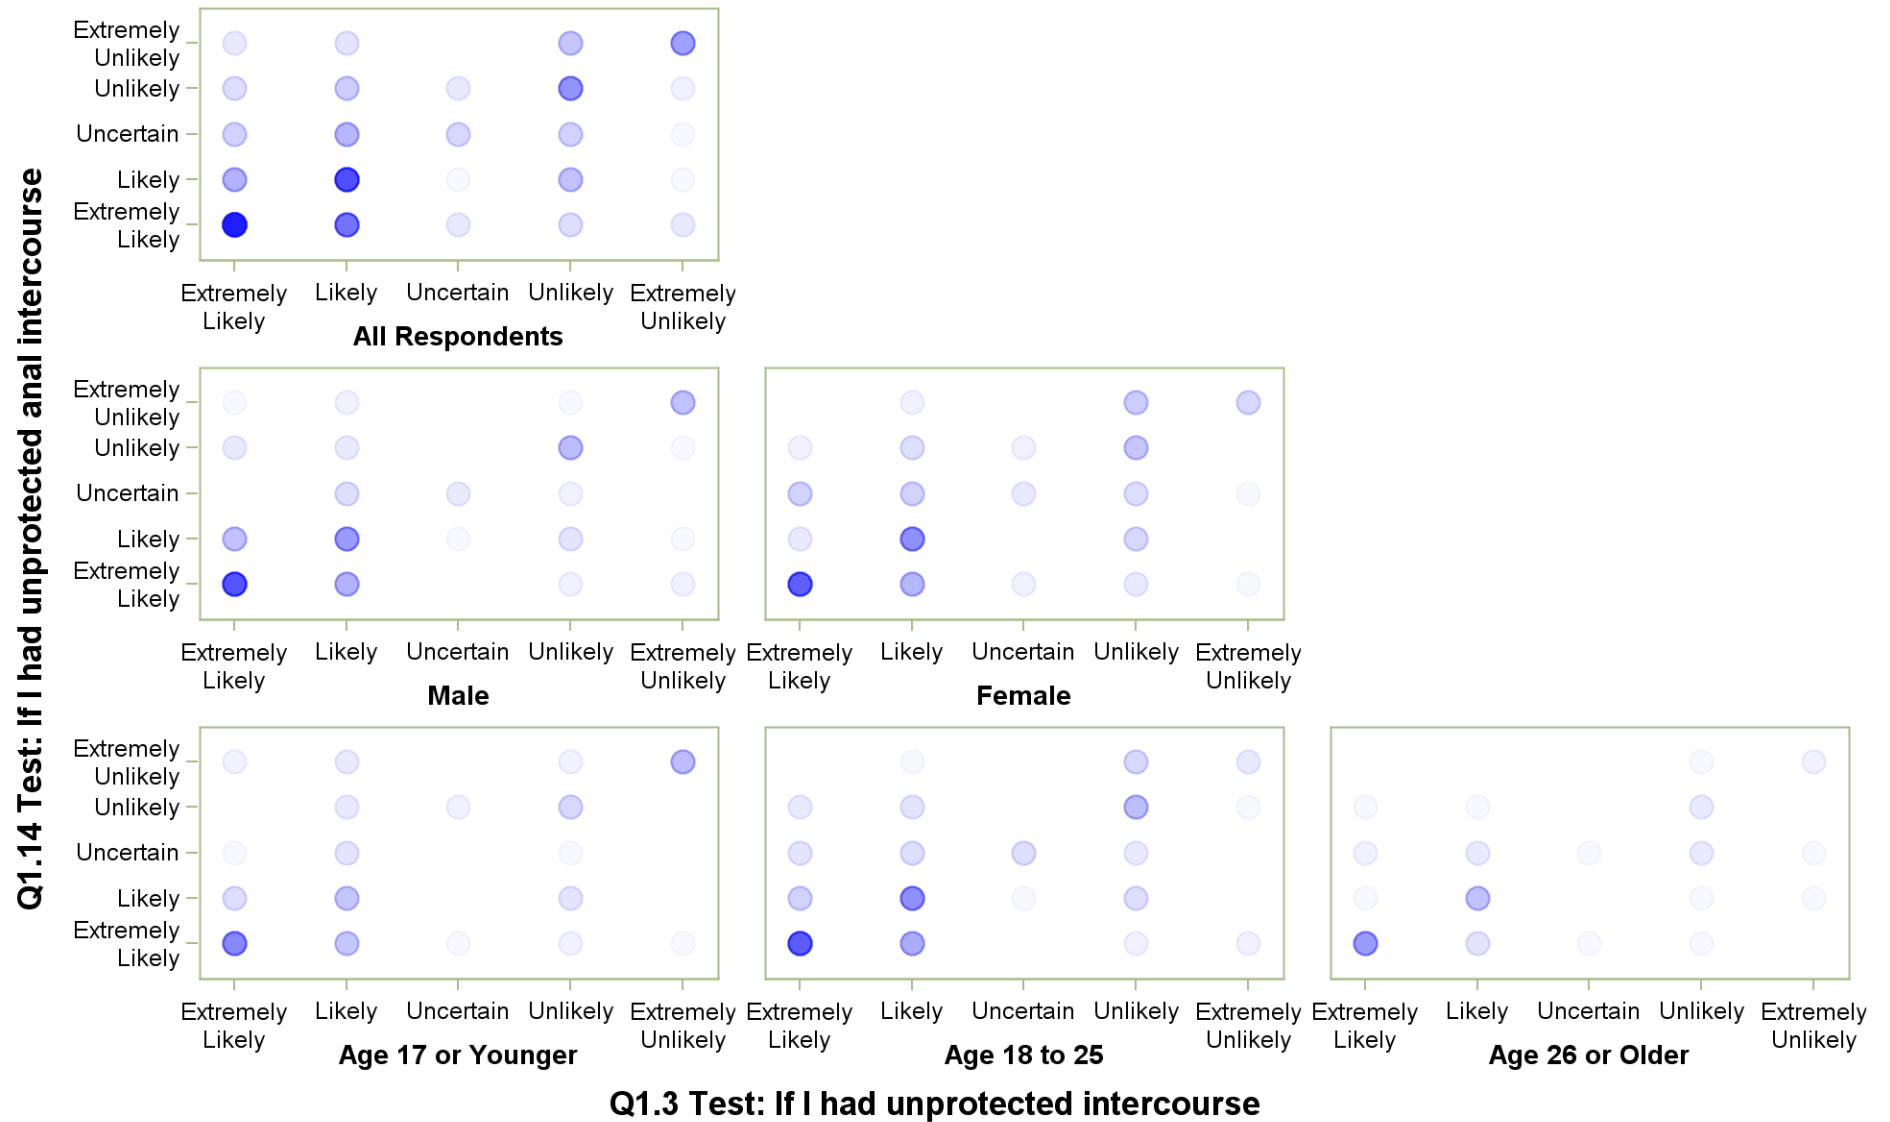 Q1.14 Test: If I had unprotected anal intercourse
Extremely
Unlikely
Unlikely
Uncertain
Likely
Extremely
Likely
Extremely Likely Uncertain Unlikely Extremely
Likely Unlikely
All Respondents
Extremely
Unlikely
Unlikely
Uncertain
Likely
Extremely
Likely
Extremely Likely Uncertain Unlikely Extremely
Likely Unlikely
Male
Extremely Likely Uncertain Unlikely Extremely
Likely Unlikely
Female
Extremely
Unlikely
Unlikely
Uncertain
Likely
Extremely
Likely
Extremely Likely Uncertain Unlikely Extremely
Likely Unlikely
Age 17 or Younger
Extremely Likely Uncertain Unlikely Extremely
Likely Unlikely
Age 18 to 25
Extremely Likely Uncertain Unlikely Extremely
Likely Unlikely
Age 26 or Older
Q1.3 Test: If I had unprotected intercourse